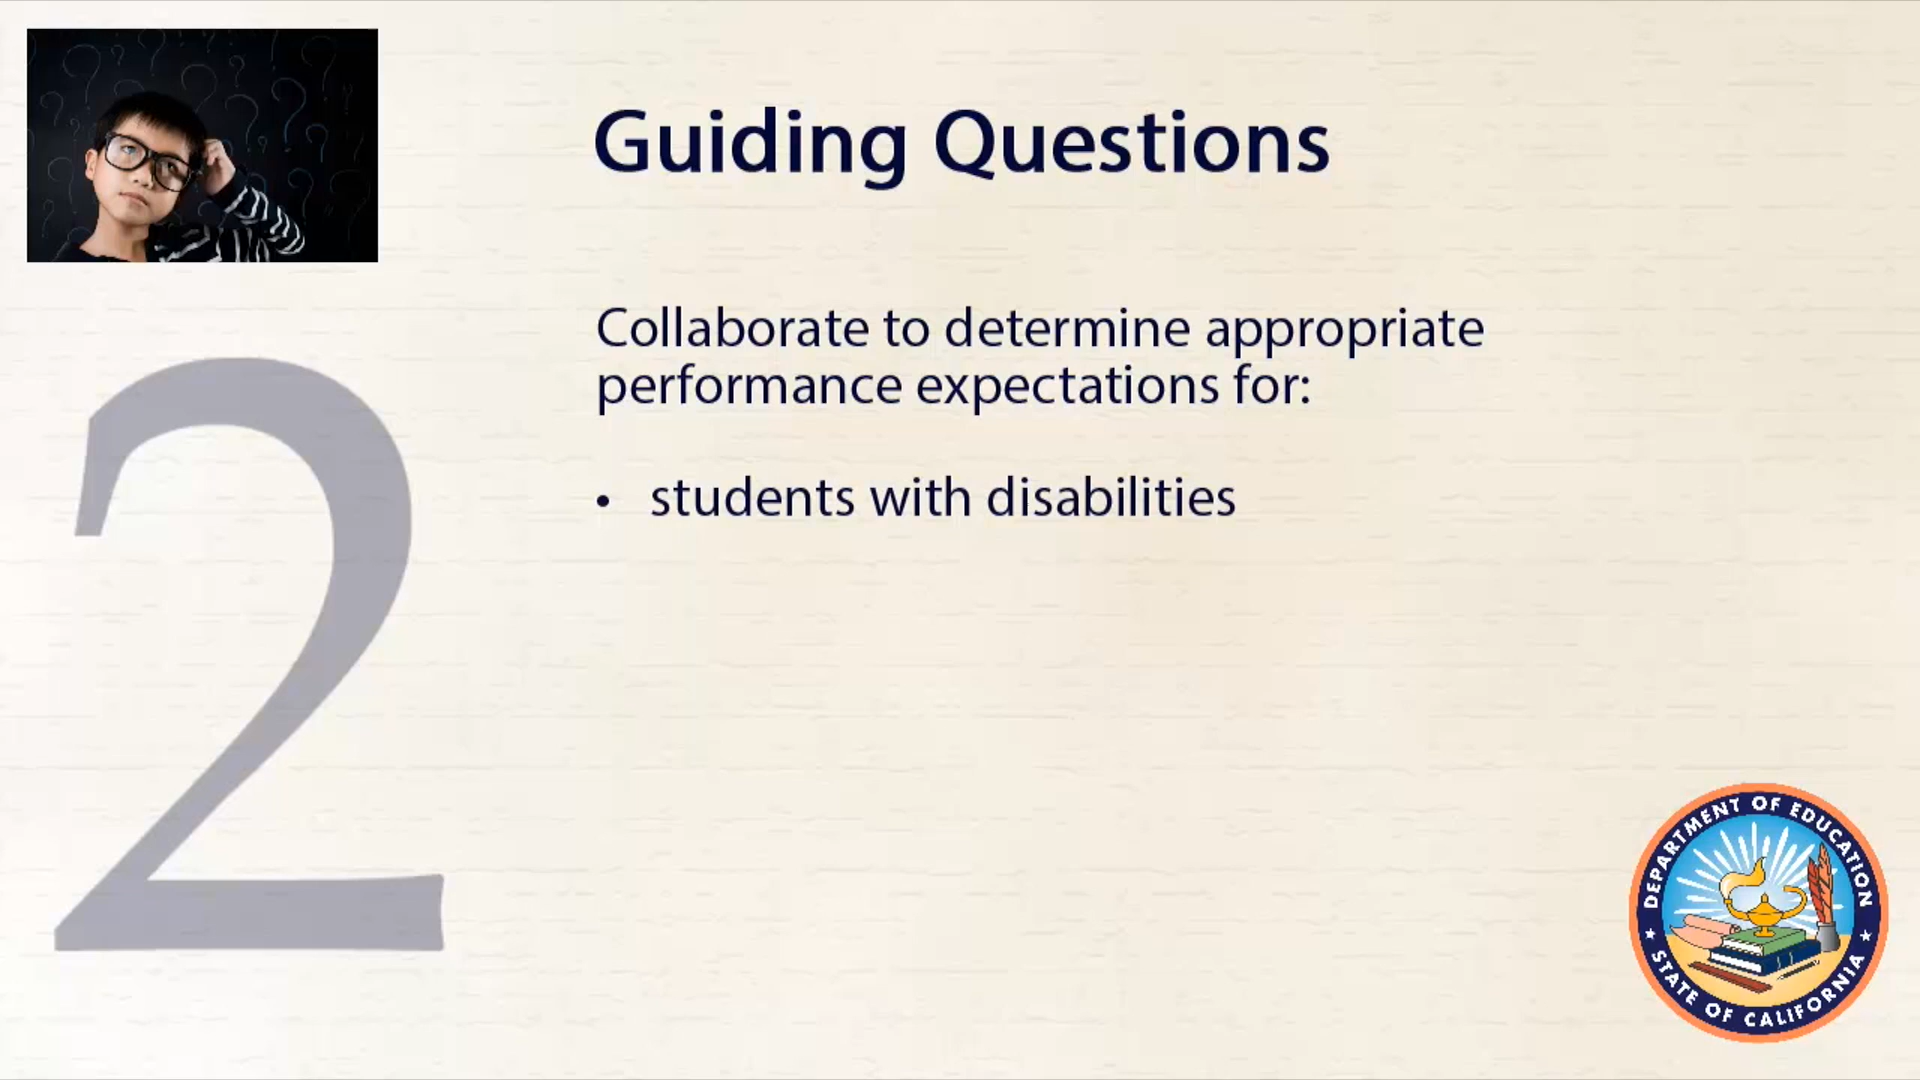 Guiding Questions
Collaborate to determine appropriate
performance expectations for:
• students with disabilities
2
DEPARTMENT OF EDUCATION
STATE OF CALIFORNIA